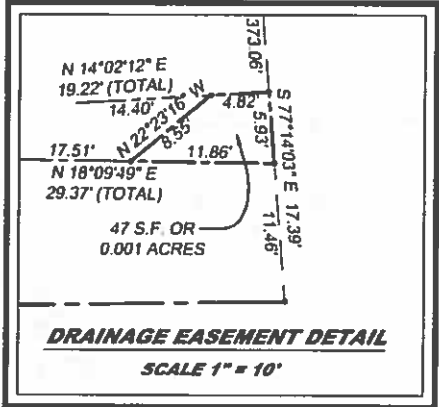 373.06'
N 14°02'12" E
19.22' (TOTAL)
14.40'
N 22°23'16" W
8.55'
4.82'
5.93'
S 77°14'03" E 17.39'
17.51'
11.86'
N 18°09'49" E
29.37' (TOTAL)
11.46'
47 S.F. OR
0.001 ACRES
DRAINAGE EASEMENT DETAIL
SCALE 1" = 10'